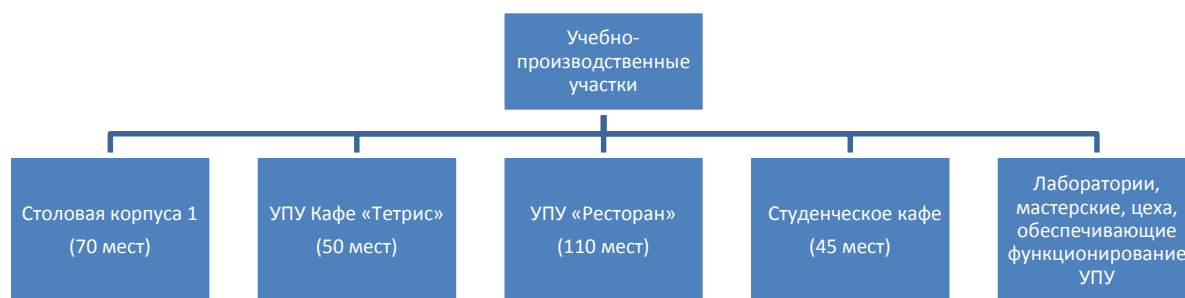 Учебно-
производственные
участки
Столовая корпуса 1
(70 мест)
УПУ Кафе «Тетрис»
(50 мест)
УПУ «Ресторан»
(110 мест)
Студенческое кафе
(45 мест)
Лаборатории,
мастерские, цеха,
обеспечивающие
функционирование
УПУ